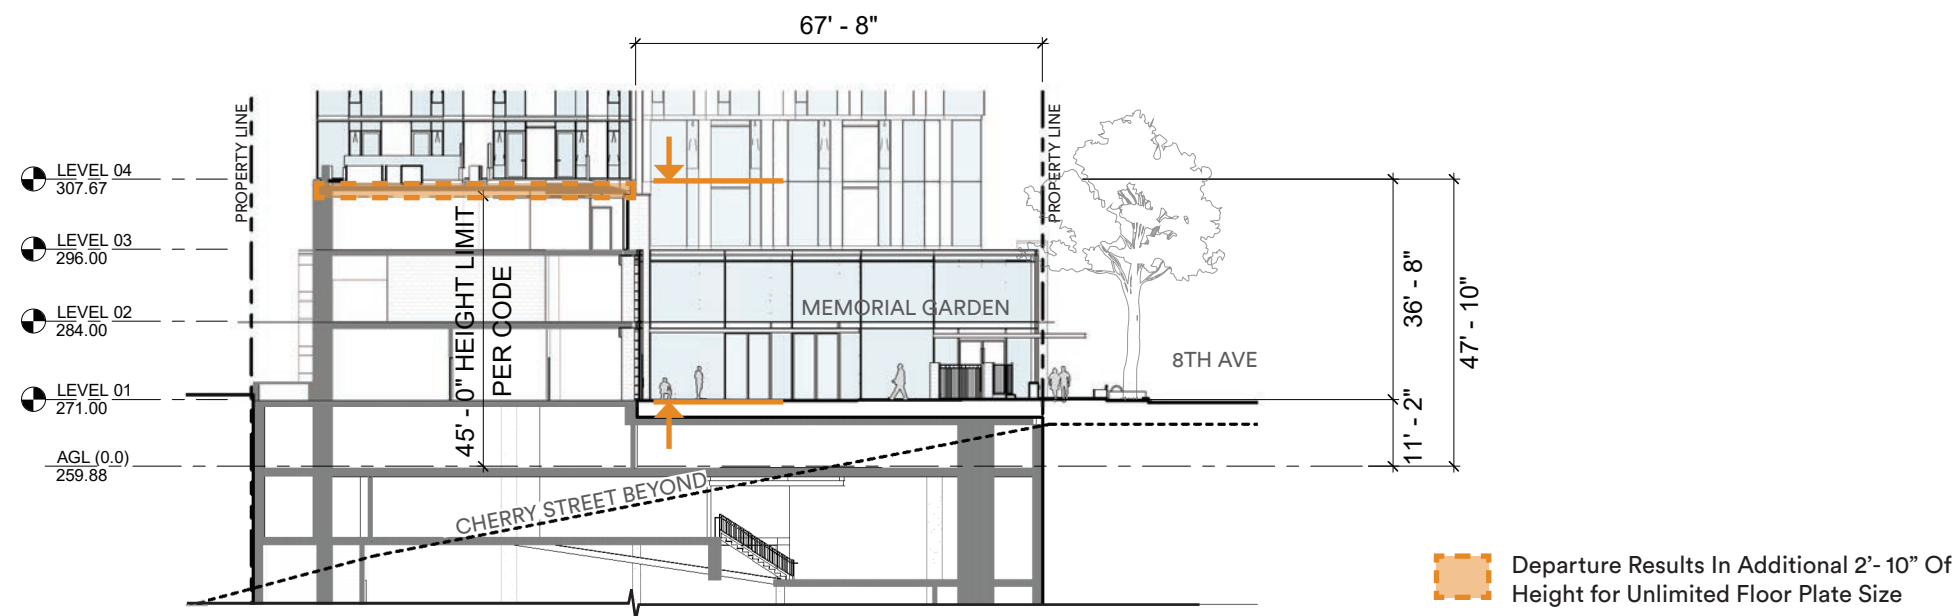 67' - 8"
PROPERTY LINE
PROPERTY LINE
LEVEL 04
307.67
LEVEL 03
296.00
LEVEL 02
284.00
LEVEL 01
271.00
AGL (0.0)
259.88
45' - 0" HEIGHT LIMIT
PER CODE
MEMORIAL GARDEN
8TH AVE
36' - 8"
47' - 10"
11' - 2"
CHERRY STREET BEYOND
Departure Results In Additional 2'- 10” Of
Height for Unlimited Floor Plate Size